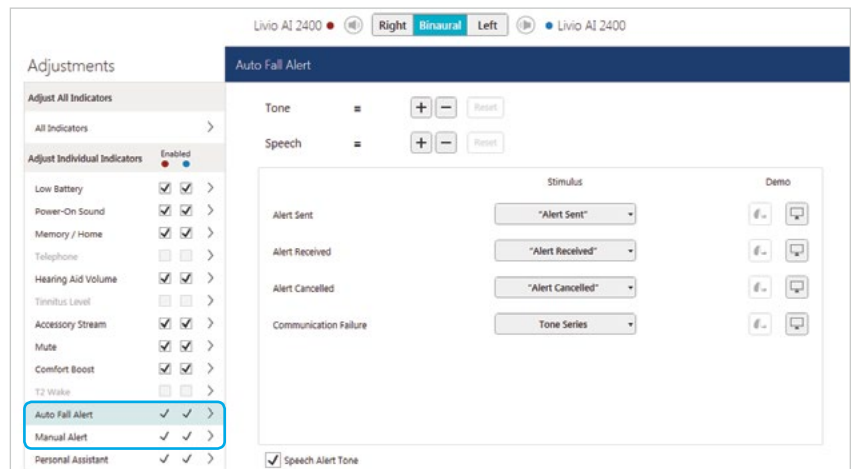 Livio AI 2400 Right Binaural Left Livio AI 2400
Adjustments
Auto Fall Alert
Adjust All Indicators
All Indicators
Adjust Individual Indicators Enabled
Low Battery
Power-On Sound
Memory / Home
Telephone
Hearing Aid Volume
Tinnitus Level
Accessory Stream
Mute
Comfort Boost
T2 Wake
Auto Fall Alert
Manual Alert
Personal Assistant
Tone = + − Reset
Speech = + − Reset
Stimulus Demo
Alert Sent "Alert Sent"
Alert Received "Alert Received"
Alert Cancelled "Alert Cancelled"
Communication Failure Tone Series
Speech Alert Tone